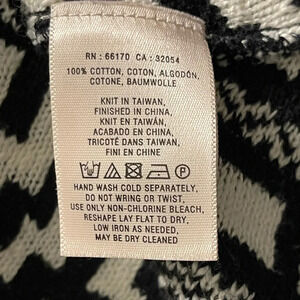 RN : 66170 CA : 32054
100% COTTON, COTON, ALGODÓN,
COTONE, BAUMWOLLE
KNIT IN TAIWAN,
FINISHED IN CHINA,
KNIT EN TAIWÁN,
ACABADO EN CHINA,
TRICOTÉ DANS TAIWAN,
FINI EN CHINE
HAND WASH COLD SEPARATELY,
DO NOT WRING OR TWIST,
USE ONLY NON-CHLORINE BLEACH,
RESHAPE LAY FLAT TO DRY,
LOW IRON AS NEEDED,
MAY BE DRY CLEANED